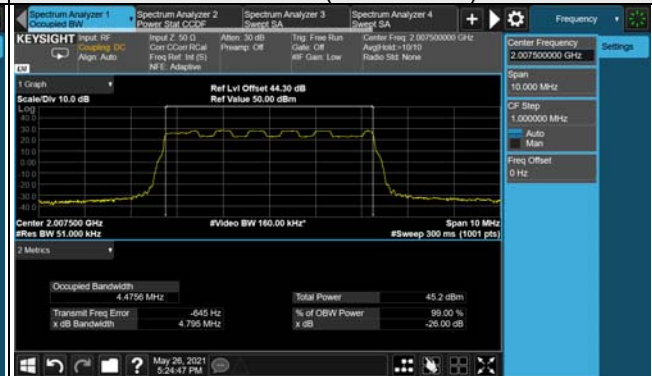 Spectrum Analyzer 1
Occupied BW
Spectrum Analyzer 2
Power Stat CCDF
Spectrum Analyzer 3
Swept SA
Spectrum Analyzer 4
Swept SA
Frequency
KEYSIGHT
Input: RF
Coupling: DC
Align: Auto
Input Z: 50 Ω
Corr CCorr RCal
Freq Ref: Int (S)
NFE: Adaptive
Atten: 30 dB
Preamp: Off
Trig: Free Run
Gate: Off
#IF Gain: Low
Center Freq: 2.007500000 GHz
Avg|Hold:>10/10
Radio Std: None
Center Frequency
2.007500000 GHz
Settings
Span
10.000 MHz
CF Step
1.000000 MHz
Auto
Man
Freq Offset
0 Hz
1 Graph
Scale/Div 10.0 dB
Ref Lvl Offset 44.30 dB
Ref Value 50.00 dBm
Log
40.0
30.0
20.0
10.0
0.00
-10.0
-20.0
-30.0
-40.0
Center 2.007500 GHz
#Res BW 51.000 kHz
#Video BW 160.00 kHz*
Span 10 MHz
#Sweep 300 ms (1001 pts)
2 Metrics
Occupied Bandwidth
4.4756 MHz
Total Power
45.2 dBm
Transmit Freq Error
-645 Hz
% of OBW Power
99.00 %
x dB Bandwidth
4.795 MHz
x dB
-26.00 dB
May 26, 2021
5:24:47 PM